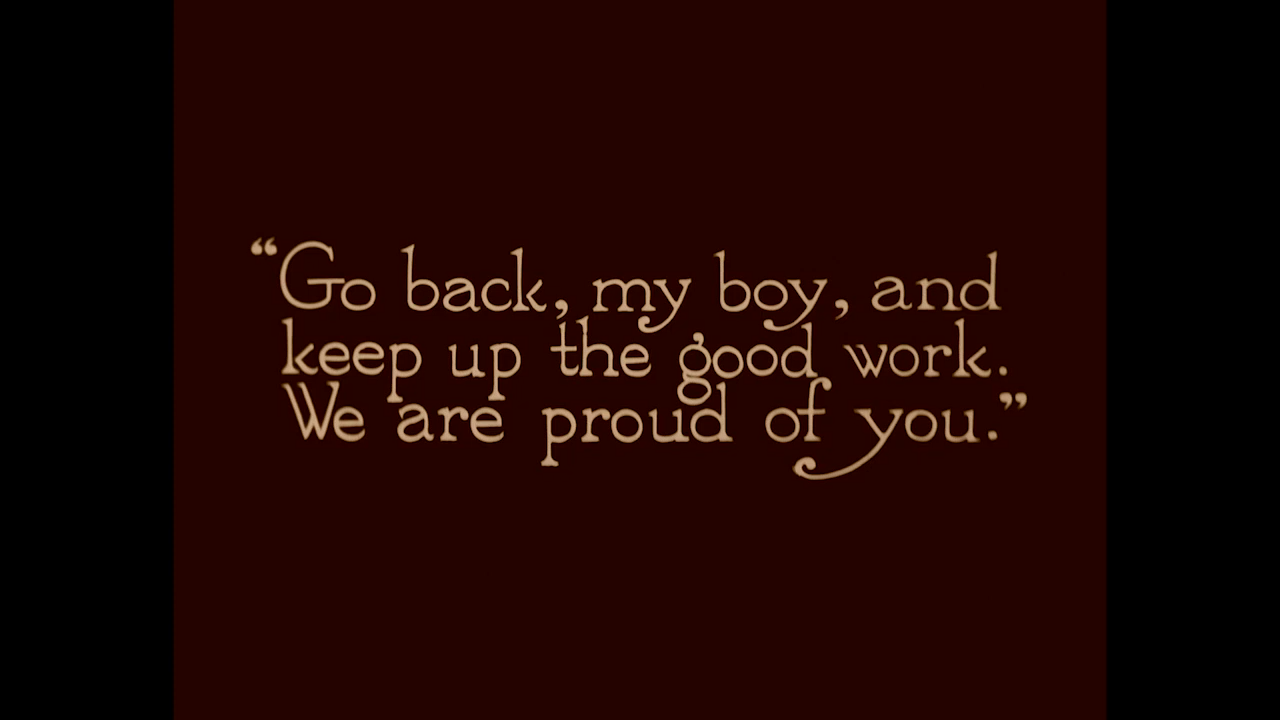 “Go back, my boy, and
keep up the good work.
We are proud of you.”